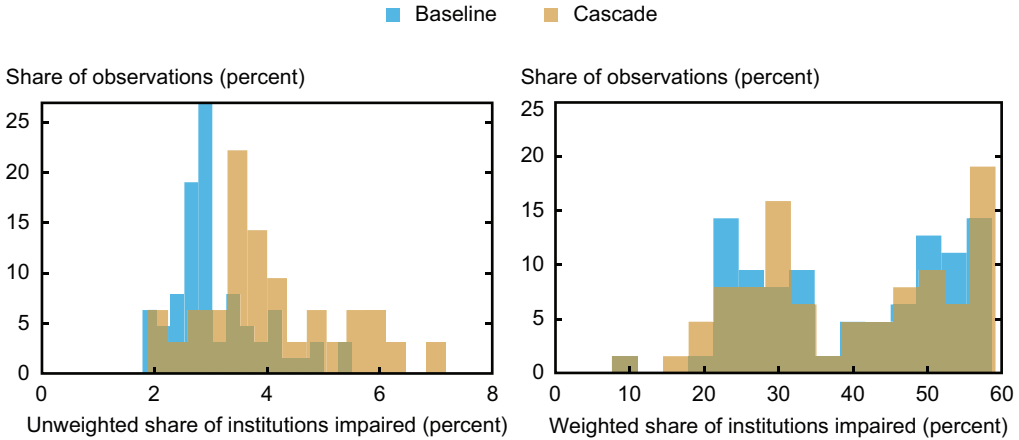 Baseline Cascade
Share of observations (percent)
25
20
15
10
5
0
0 2 4 6 8
Unweighted share of institutions impaired (percent)
Share of observations (percent)
25
20
15
10
5
0
0 10 20 30 40 50 60
Weighted share of institutions impaired (percent)